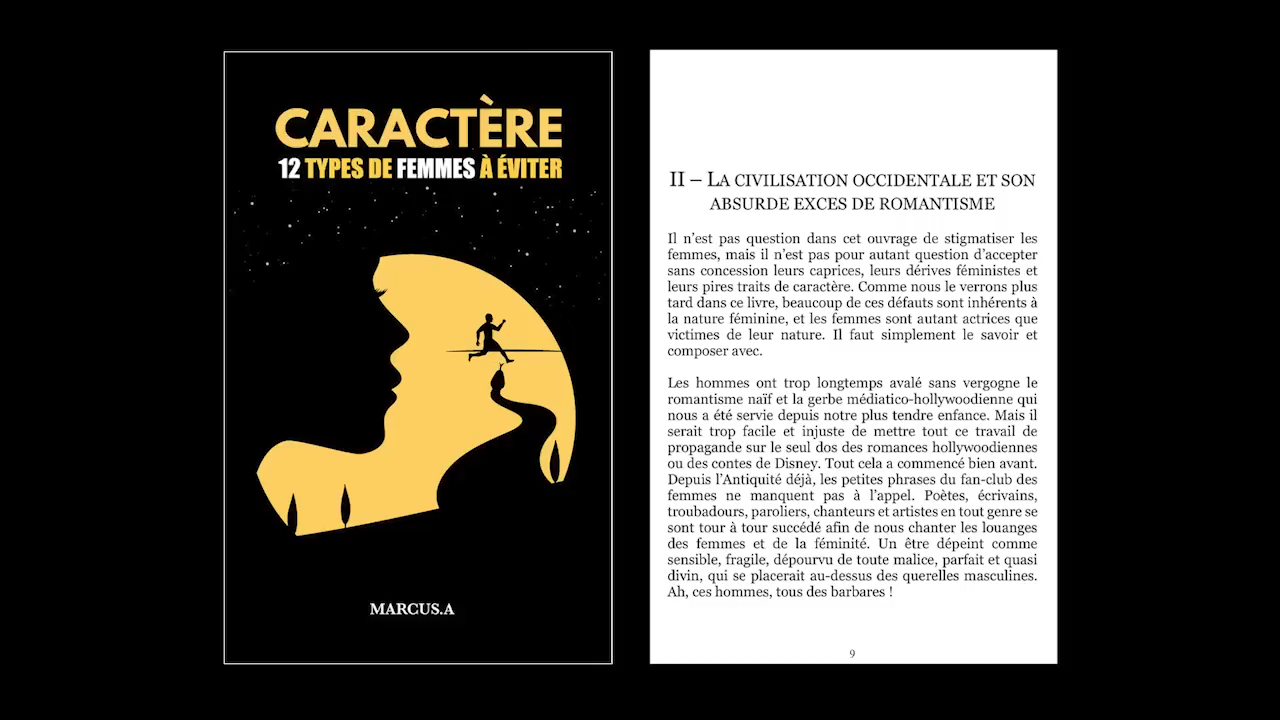 CARACTÈRE
12 TYPES DE FEMMES À ÉVITER
MARCUS.A
II – LA CIVILISATION OCCIDENTALE ET SON
ABSURDE EXCES DE ROMANTISME
Il n'est pas question dans cet ouvrage de stigmatiser les
femmes, mais il n'est pas pour autant question d'accepter
sans concession leurs caprices, leurs dérives féministes et
leurs pires traits de caractère. Comme nous le verrons plus
tard dans ce livre, beaucoup de ces défauts sont inhérents à
la nature féminine, et les femmes sont autant actrices que
victimes de leur nature. Il faut simplement le savoir et
composer avec.
Les hommes ont trop longtemps avalé sans vergogne le
romantisme naïf et la gerbe médiatico-hollywoodienne qui
nous a été servie depuis notre plus tendre enfance. Mais il
serait trop facile et injuste de mettre tout ce travail de
propagande sur le seul dos des romances hollywoodiennes
ou des contes de Disney. Tout cela a commencé bien avant.
Depuis l'Antiquité déjà, les petites phrases du fan-club des
femmes ne manquent pas à l'appel. Poètes, écrivains,
troubadours, paroliers, chanteurs et artistes en tout genre se
sont tour à tour succédé afin de nous chanter les louanges
des femmes et de la féminité. Un être dépeint comme
sensible, fragile, dépourvu de toute malice, parfait et quasi
divin, qui se placerait au-dessus des querelles masculines.
Ah, ces hommes, tous des barbares !
9